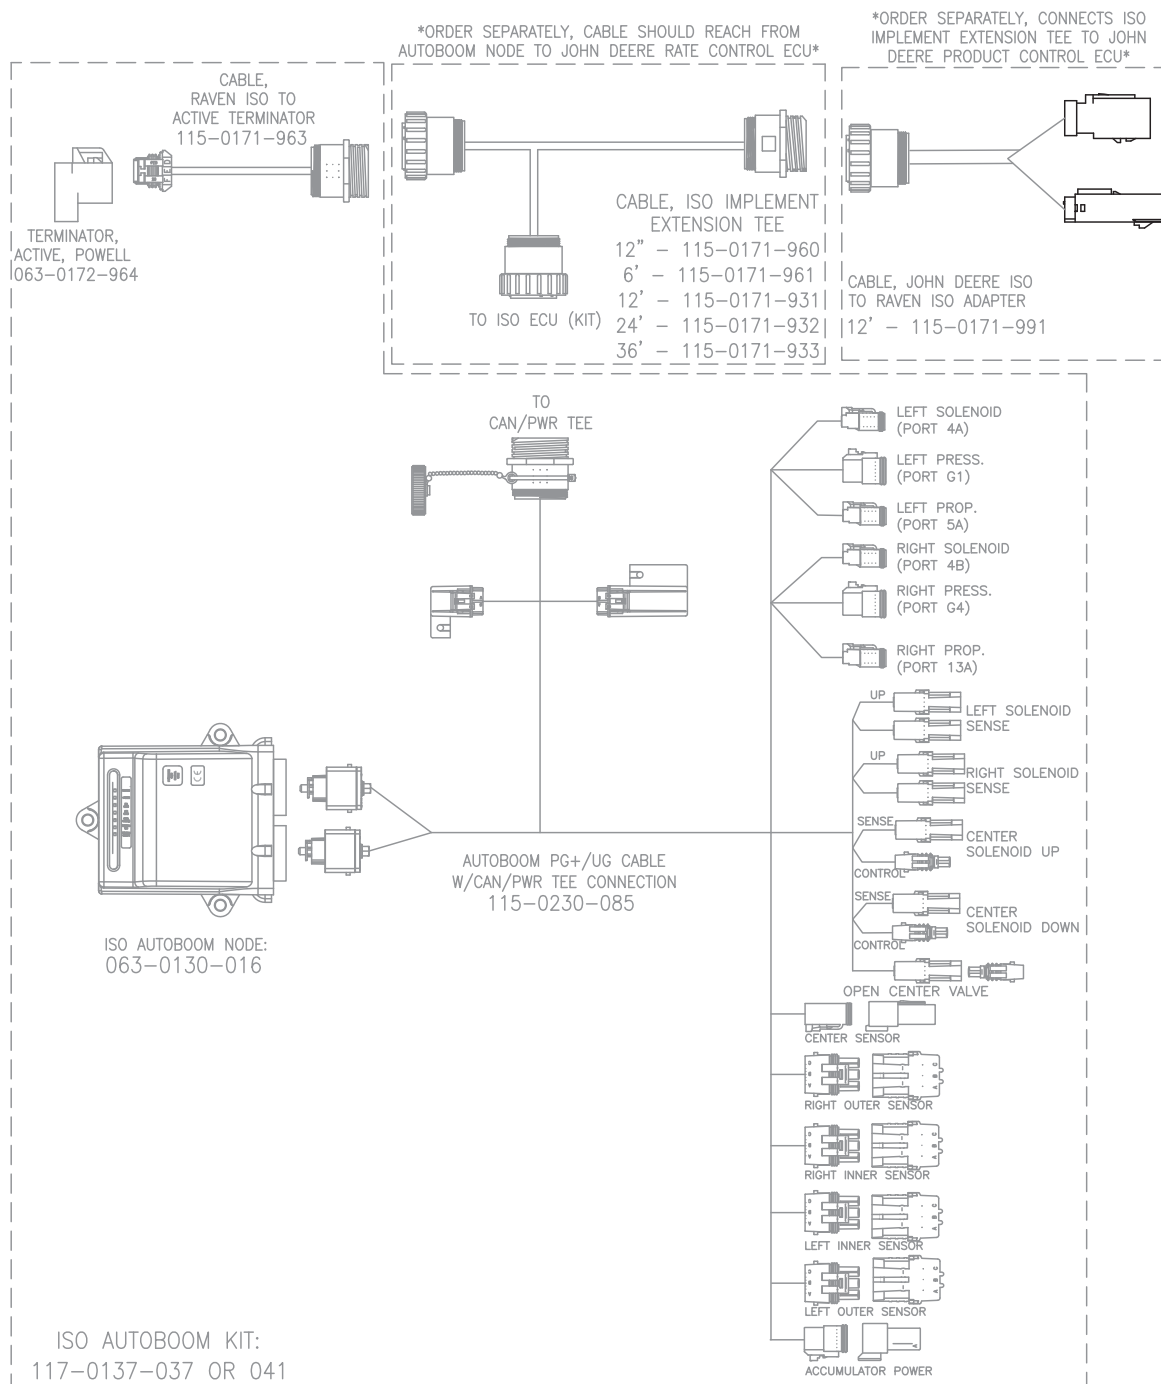 *ORDER SEPARATELY, CABLE SHOULD REACH FROM
AUTOBOOM NODE TO JOHN DEERE RATE CONTROL ECU*
*ORDER SEPARATELY, CONNECTS ISO
IMPLEMENT EXTENSION TEE TO JOHN
DEERE PRODUCT CONTROL ECU*
CABLE,
RAVEN ISO TO
ACTIVE TERMINATOR
115-0171-963
FED
TERMINATOR,
ACTIVE, POWELL
063-0172-964
CABLE, ISO IMPLEMENT
EXTENSION TEE
12" - 115-0171-960
6' - 115-0171-961
12' - 115-0171-931
24' - 115-0171-932
36' - 115-0171-933
TO ISO ECU (KIT)
CABLE, JOHN DEERE ISO
TO RAVEN ISO ADAPTER
12' - 115-0171-991
TO
CAN/PWR TEE
LEFT SOLENOID
(PORT 4A)
LEFT PRESS.
(PORT G1)
LEFT PROP.
(PORT 5A)
RIGHT SOLENOID
(PORT 4B)
RIGHT PRESS.
(PORT G4)
RIGHT PROP.
(PORT 13A)
UP
LEFT SOLENOID
SENSE
UP
RIGHT SOLENOID
SENSE
SENSE
CENTER
SOLENOID UP
CONTROL
SENSE
CENTER
SOLENOID DOWN
CONTROL
OPEN CENTER VALVE
CE
AUTOBOOM PG+/UG CABLE
W/CAN/PWR TEE CONNECTION
115-0230-085
ISO AUTOBOOM NODE:
063-0130-016
CENTER SENSOR
C
B
A
RIGHT OUTER SENSOR
C
B
A
RIGHT INNER SENSOR
C
B
A
LEFT INNER SENSOR
C
B
A
LEFT OUTER SENSOR
A
ACCUMULATOR POWER
ISO AUTOBOOM KIT:
117-0137-037 OR 041